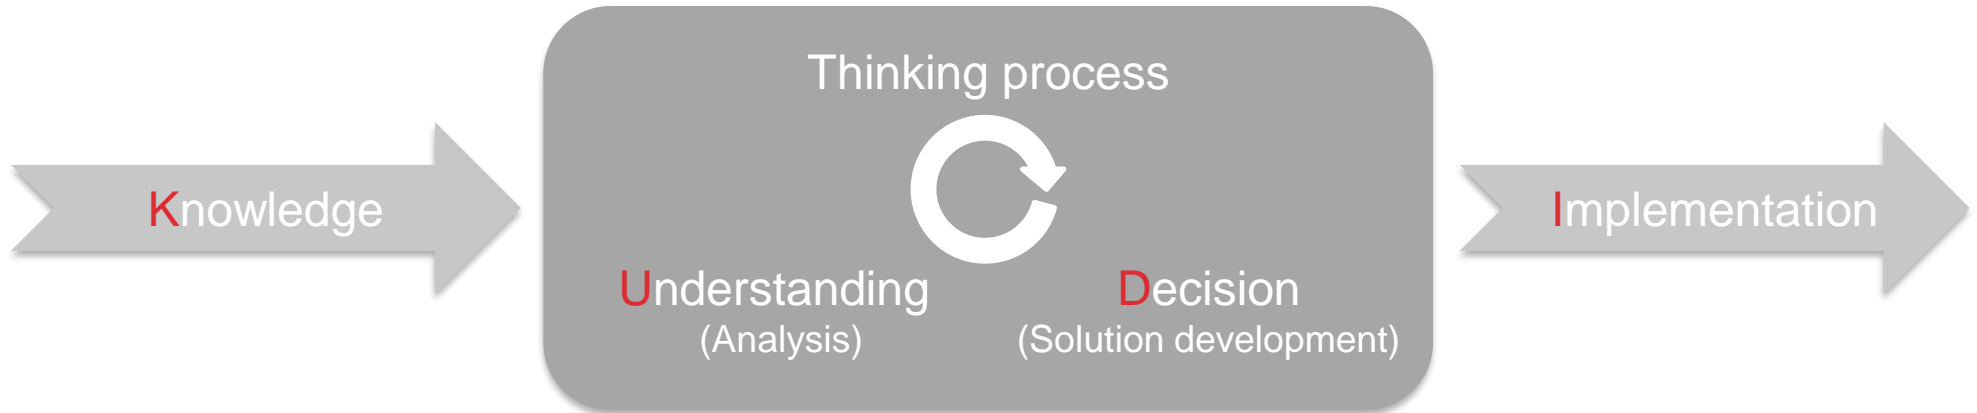 Knowledge
Thinking process
Understanding
(Analysis)
Decision
(Solution development)
Implementation